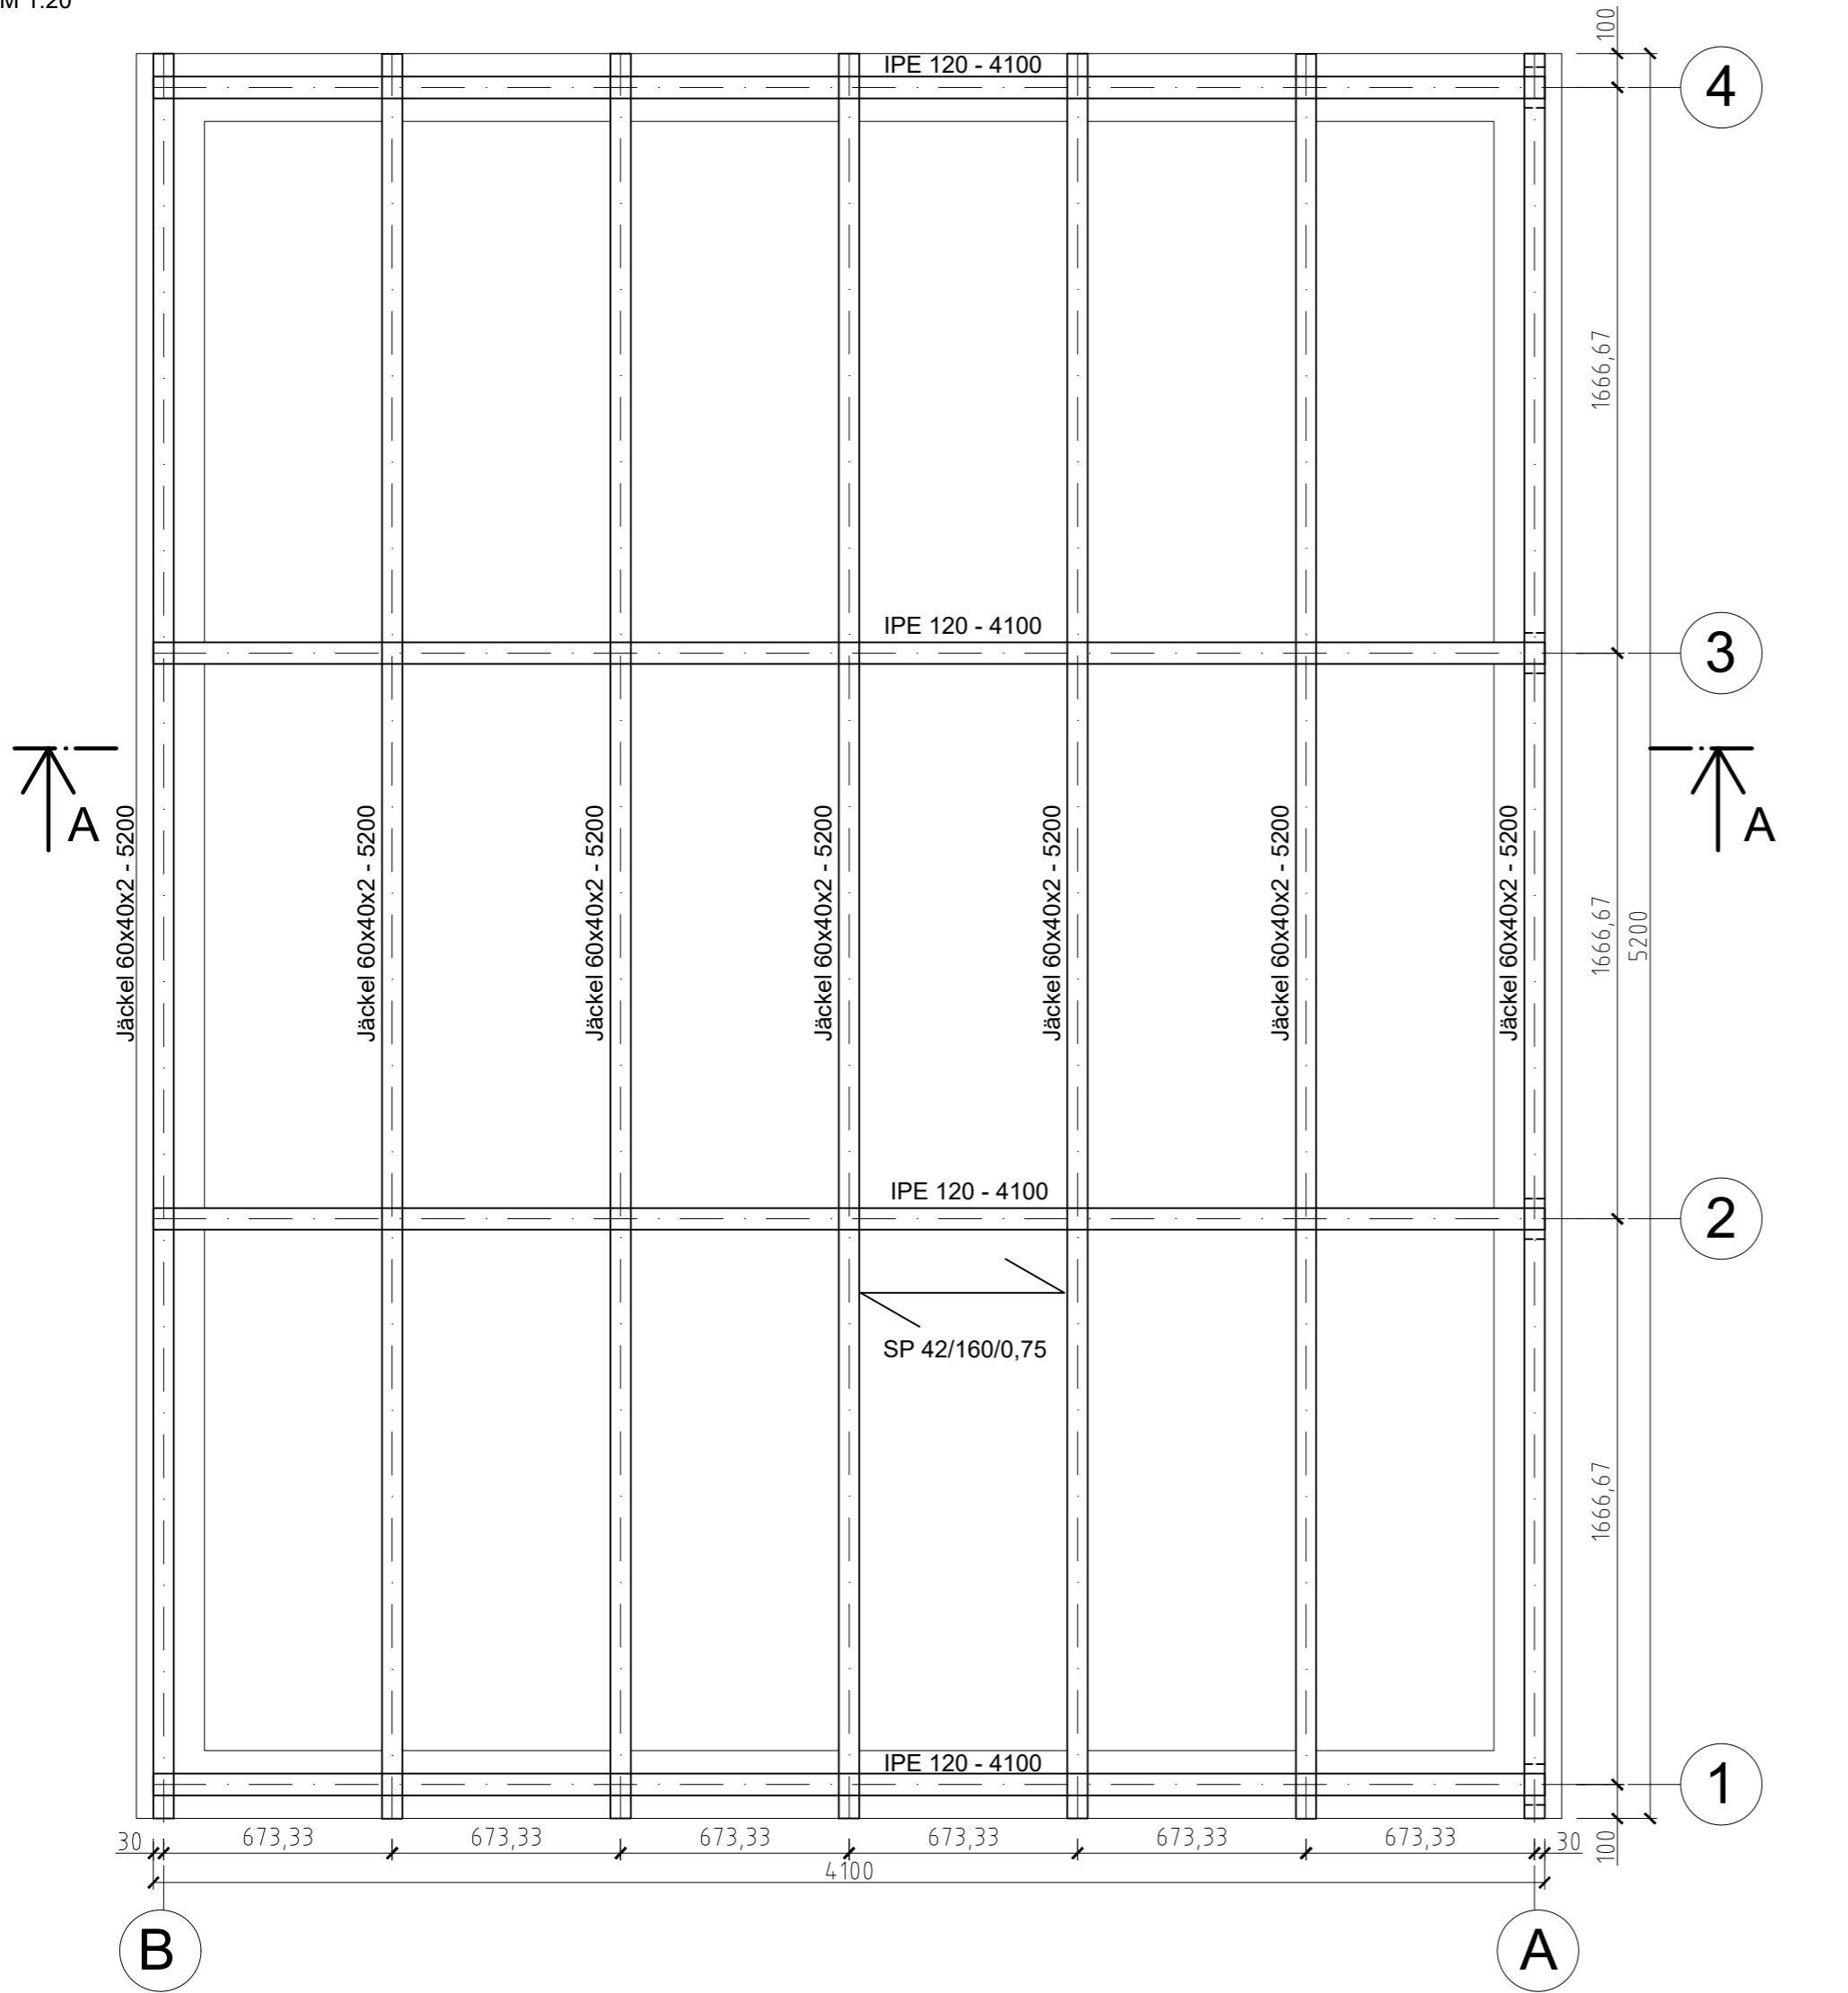 M 1:20
100
IPE 120 - 4100
4
1666,67
IPE 120 - 4100
3
A
A
Jäckel 60x40x2 - 5200
Jäckel 60x40x2 - 5200
Jäckel 60x40x2 - 5200
Jäckel 60x40x2 - 5200
Jäckel 60x40x2 - 5200
Jäckel 60x40x2 - 5200
Jäckel 60x40x2 - 5200
1666,67
5200
IPE 120 - 4100
2
SP 42/160/0,75
1666,67
IPE 120 - 4100
1
30
673,33
673,33
673,33
673,33
673,33
673,33
30
100
4100
B
A